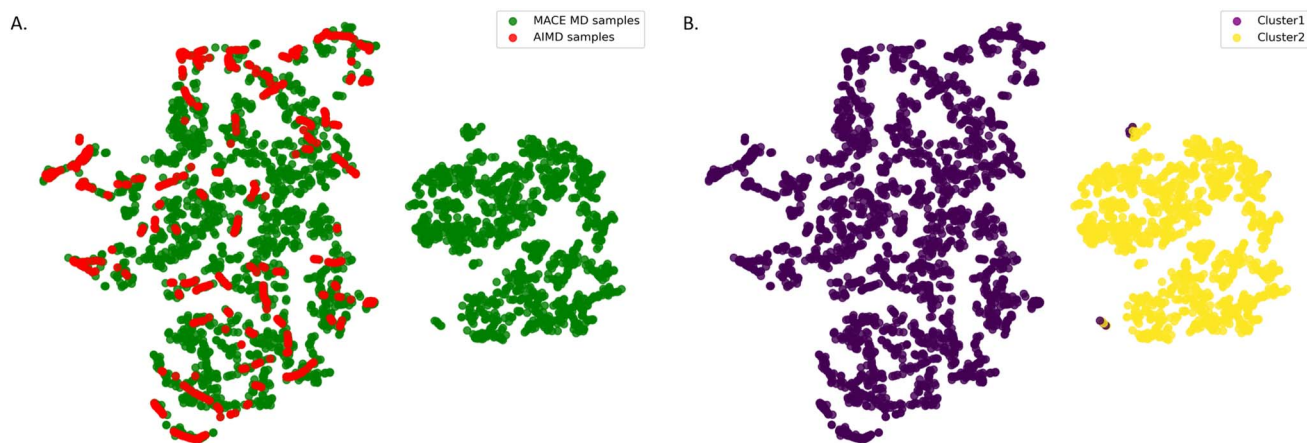 A.
MACE MD samples
AIMD samples
B.
Cluster1
Cluster2